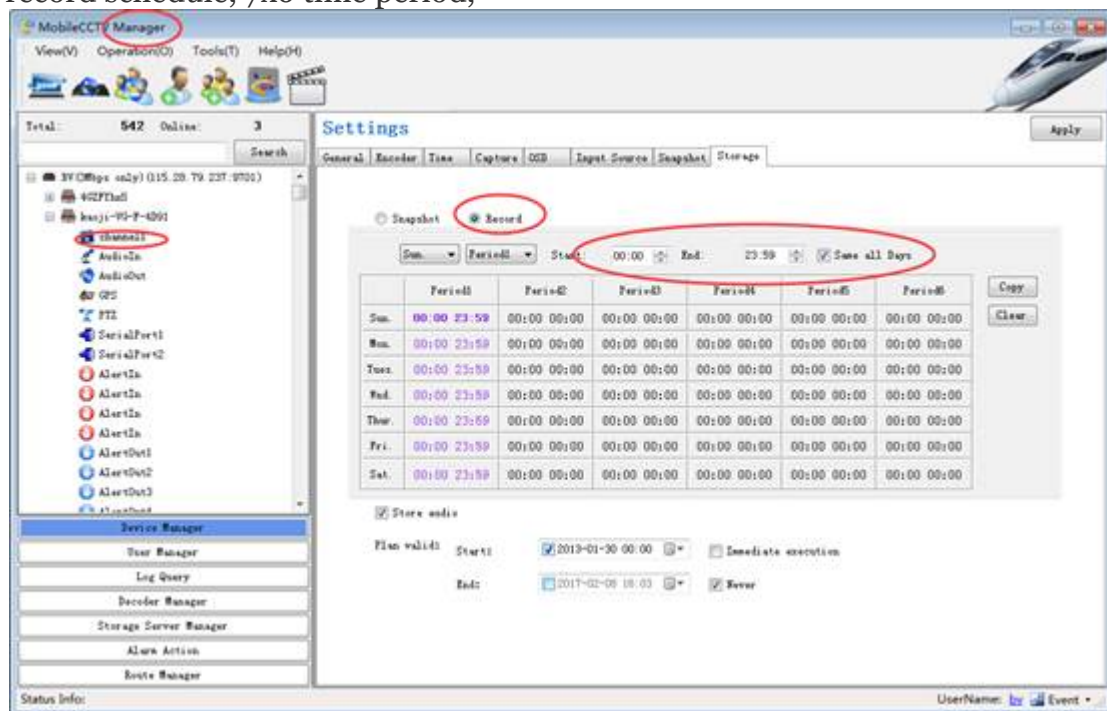 record schedule, /no time period,
MobileCCTV Manager
View(V) Operation(O) Tools(T) Help(H)
Total: 542 Online: 3
Search
Settings
Apply
General Encoder Time Capture OSD Input Source Snapshot Storage
3V(Mbps only)(115.28.79.237:9701)
channel1
AudioIn
AudioOut
GPS
PTZ
SerialPort1
SerialPort2
AlertIn
AlertIn
AlertIn
AlertIn
AlertOut1
AlertOut2
AlertOut3
AlertOut4
Device Manager
User Manager
Log Query
Decoder Manager
Storage Server Manager
Alarm Action
Route Manager
Snapshot Record
Sun. Period1 Start: 00:00 End: 23:59 Same all Days
Period1 Period2 Period3 Period4 Period5 Period6
Copy
Clear
Sun. 00:00 23:59 00:00 00:00 00:00 00:00 00:00 00:00 00:00 00:00 00:00 00:00
Mon. 00:00 23:59 00:00 00:00 00:00 00:00 00:00 00:00 00:00 00:00 00:00 00:00
Tues. 00:00 23:59 00:00 00:00 00:00 00:00 00:00 00:00 00:00 00:00 00:00 00:00
Wed. 00:00 23:59 00:00 00:00 00:00 00:00 00:00 00:00 00:00 00:00 00:00 00:00
Thur. 00:00 23:59 00:00 00:00 00:00 00:00 00:00 00:00 00:00 00:00 00:00 00:00
Fri. 00:00 23:59 00:00 00:00 00:00 00:00 00:00 00:00 00:00 00:00 00:00 00:00
Sat. 00:00 23:59 00:00 00:00 00:00 00:00 00:00 00:00 00:00 00:00 00:00 00:00
Store audio
Plan valid: Start: 2013-01-30 00:00 Immediate execution
End: 2017-02-08 16:03 Never
Status Info:
UserName: by Event